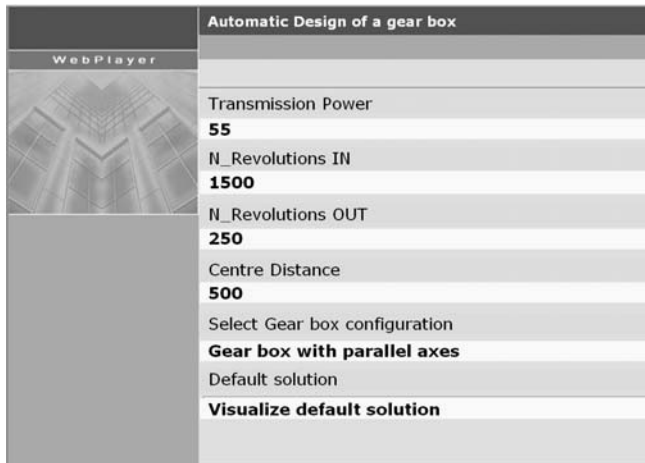 Automatic Design of a gear box
WebPlayer
Transmission Power
55
N_Revolutions IN
1500
N_Revolutions OUT
250
Centre Distance
500
Select Gear box configuration
Gear box with parallel axes
Default solution
Visualize default solution